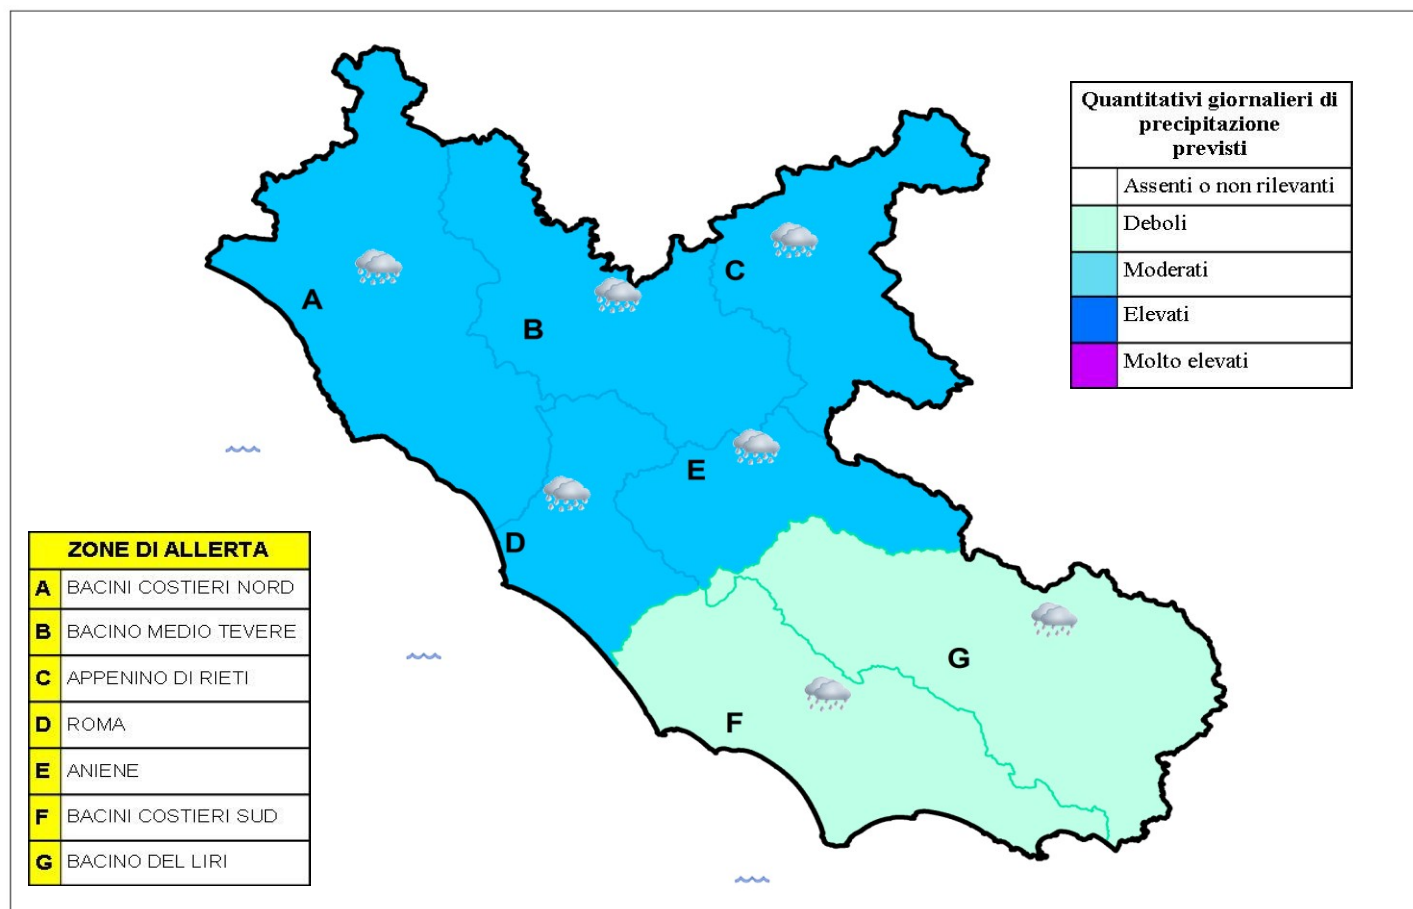 Quantitativi giornalieri di
precipitazione
previsti
Assenti o non rilevanti
Deboli
Moderati
Elevati
Molto elevati
A
B
C
D
E
F
G
ZONE DI ALLERTA
A BACINI COSTIERI NORD
B BACINO MEDIO TEVERE
C APPENINO DI RIETI
D ROMA
E ANIENE
F BACINI COSTIERI SUD
G BACINO DEL LIRI